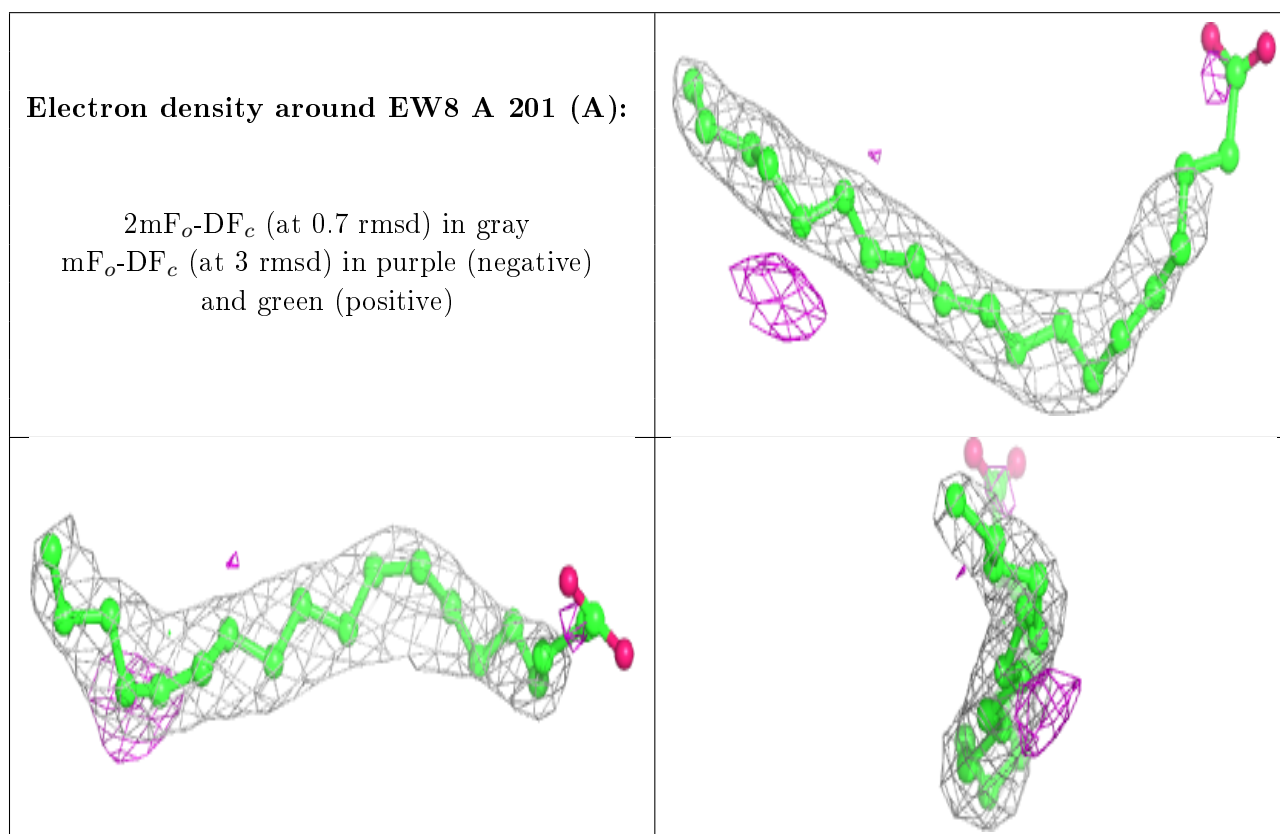 Electron density around EW8 A 201 (A):
2mFo-DFc (at 0.7 rmsd) in gray
mFo-DFc (at 3 rmsd) in purple (negative)
and green (positive)